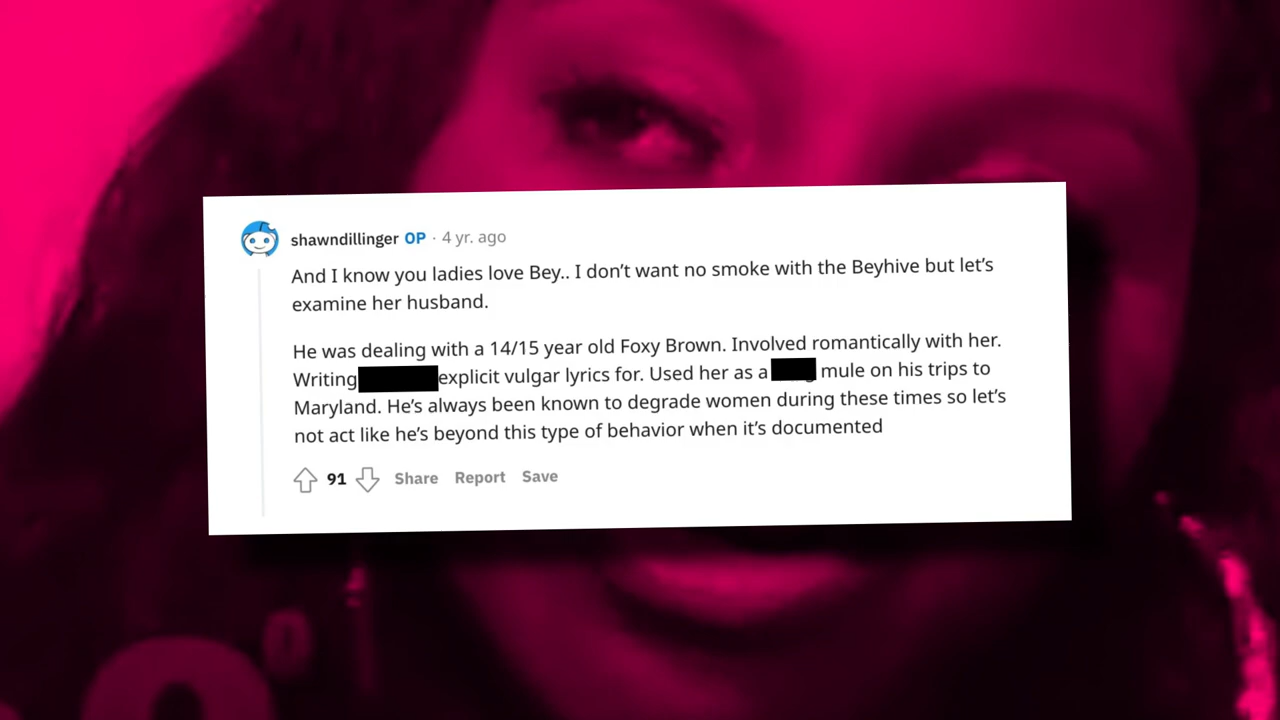 shawndillinger OP · 4 yr. ago
And I know you ladies love Bey.. I don't want no smoke with the Beyhive but let's
examine her husband.
He was dealing with a 14/15 year old Foxy Brown. Involved romantically with her.
Writing explicit vulgar lyrics for. Used her as a mule on his trips to
Maryland. He's always been known to degrade women during these times so let's
not act like he's beyond this type of behavior when it's documented
91 Share Report Save